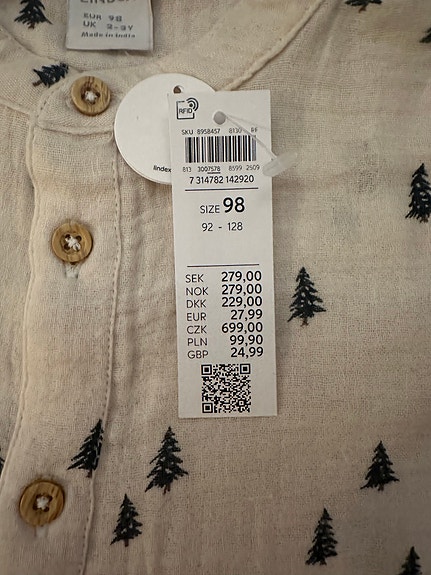 EUR 98
UK 2-3Y
Made in India
RFID
lindex
SKU 8958457 8130
813 3007578 8599 2509
7 314782 142920
SIZE 98
92 - 128
SEK 279,00
NOK 279,00
DKK 229,00
EUR 27,99
CZK 699,00
PLN 99,90
GBP 24,99